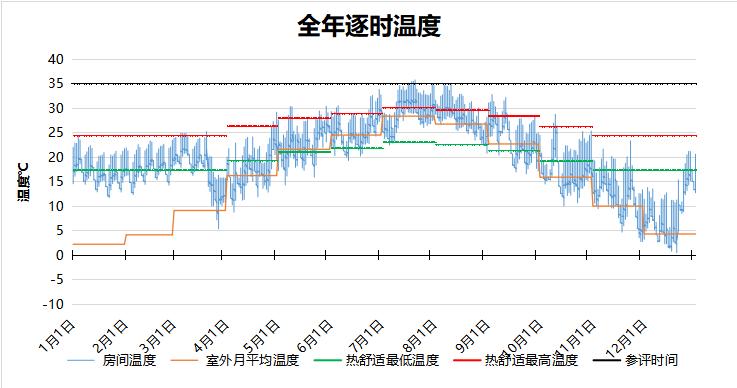 全年逐时温度
40
35
30
25
20
15
10
5
0
-5
-10
温度℃
1月1日
2月1日
3月1日
4月1日
5月1日
6月1日
7月1日
8月1日
9月1日
10月1日
11月1日
12月1日
房间温度 室外月平均温度 热舒适最低温度 热舒适最高温度 参评时间